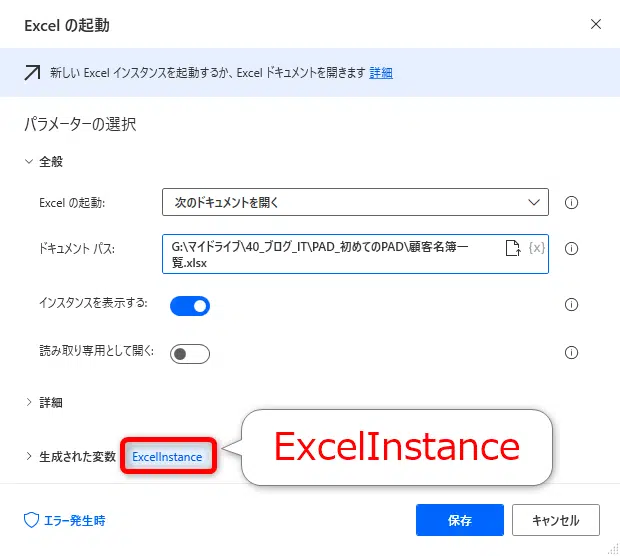 Excel の起動
新しい Excel インスタンスを起動するか、Excel ドキュメントを開きます 詳細
パラメーターの選択
全般
Excel の起動:
次のドキュメントを開く
ドキュメント パス:
G:\マイドライブ\40_ブログ_IT\PAD_初めてのPAD\顧客名簿一
覧.xlsx
{x}
インスタンスを表示する:
読み取り専用として開く:
詳細
生成された変数 ExcelInstance
ExcelInstance
エラー発生時
保存
キャンセル